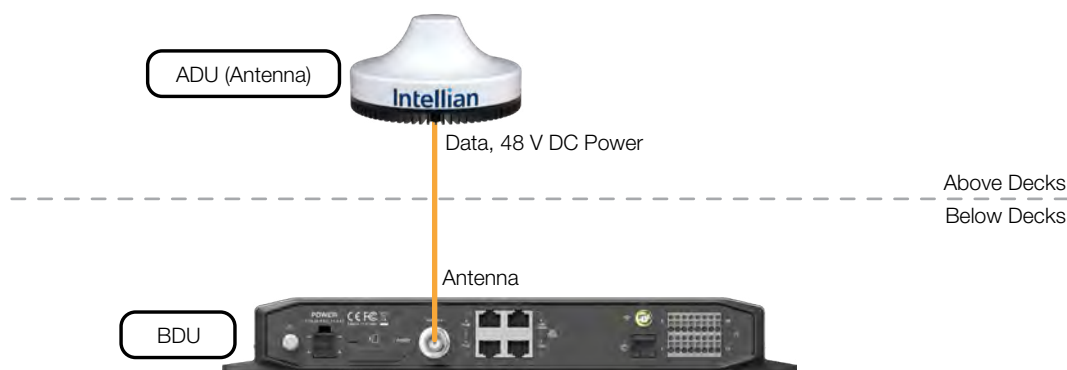 ADU (Antenna)
Intellian
Data, 48 V DC Power
Above Decks
Below Decks
Antenna
BDU
POWER